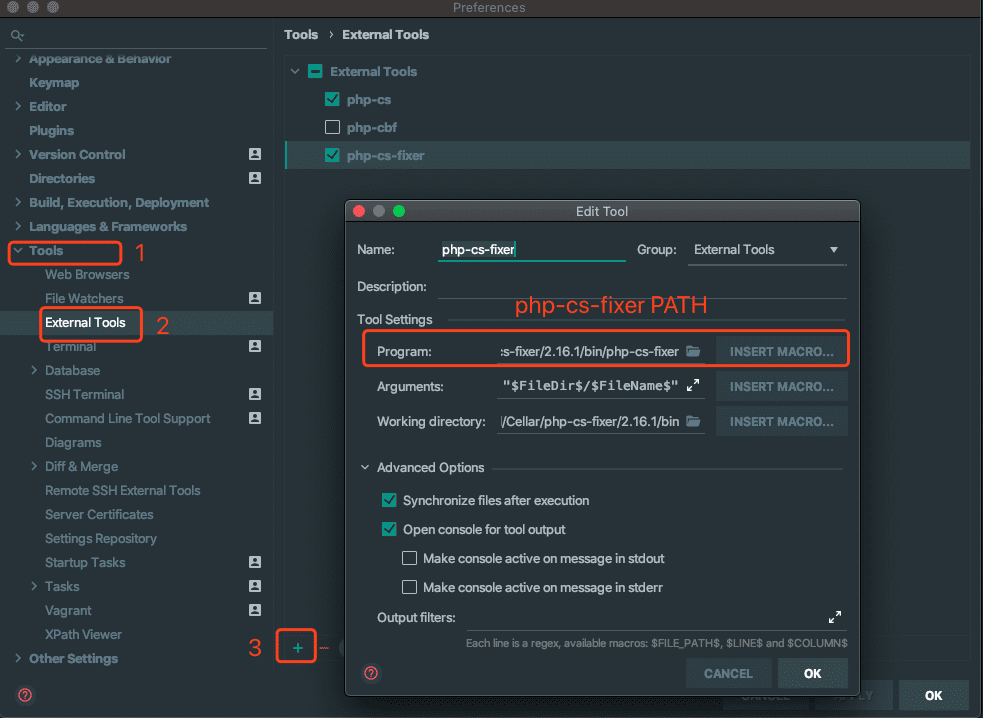 Preferences
Appearance & Behavior
Keymap
Editor
Plugins
Version Control
Directories
Build, Execution, Deployment
Languages & Frameworks
Tools 1
Web Browsers
File Watchers
External Tools 2
Terminal
Database
SSH Terminal
Command Line Tool Support
Diagrams
Diff & Merge
Remote SSH External Tools
Server Certificates
Settings Repository
Startup Tasks
Tasks
Vagrant
XPath Viewer
Other Settings
?
Tools › External Tools
External Tools
php-cs
php-cbf
php-cs-fixer
3 +
Edit Tool
Name: php-cs-fixer Group: External Tools
Description:
php-cs-fixer PATH
Tool Settings
Program: :s-fixer/2.16.1/bin/php-cs-fixer INSERT MACRO...
Arguments: "$FileDir$/$FileName$" INSERT MACRO...
Working directory: l/Cellar/php-cs-fixer/2.16.1/bin INSERT MACRO...
Advanced Options
Synchronize files after execution
Open console for tool output
Make console active on message in stdout
Make console active on message in stderr
Output filters:
Each line is a regex, available macros: $FILE_PATH$, $LINE$ and $COLUMN$
? CANCEL OK
CANCEL APPLY OK